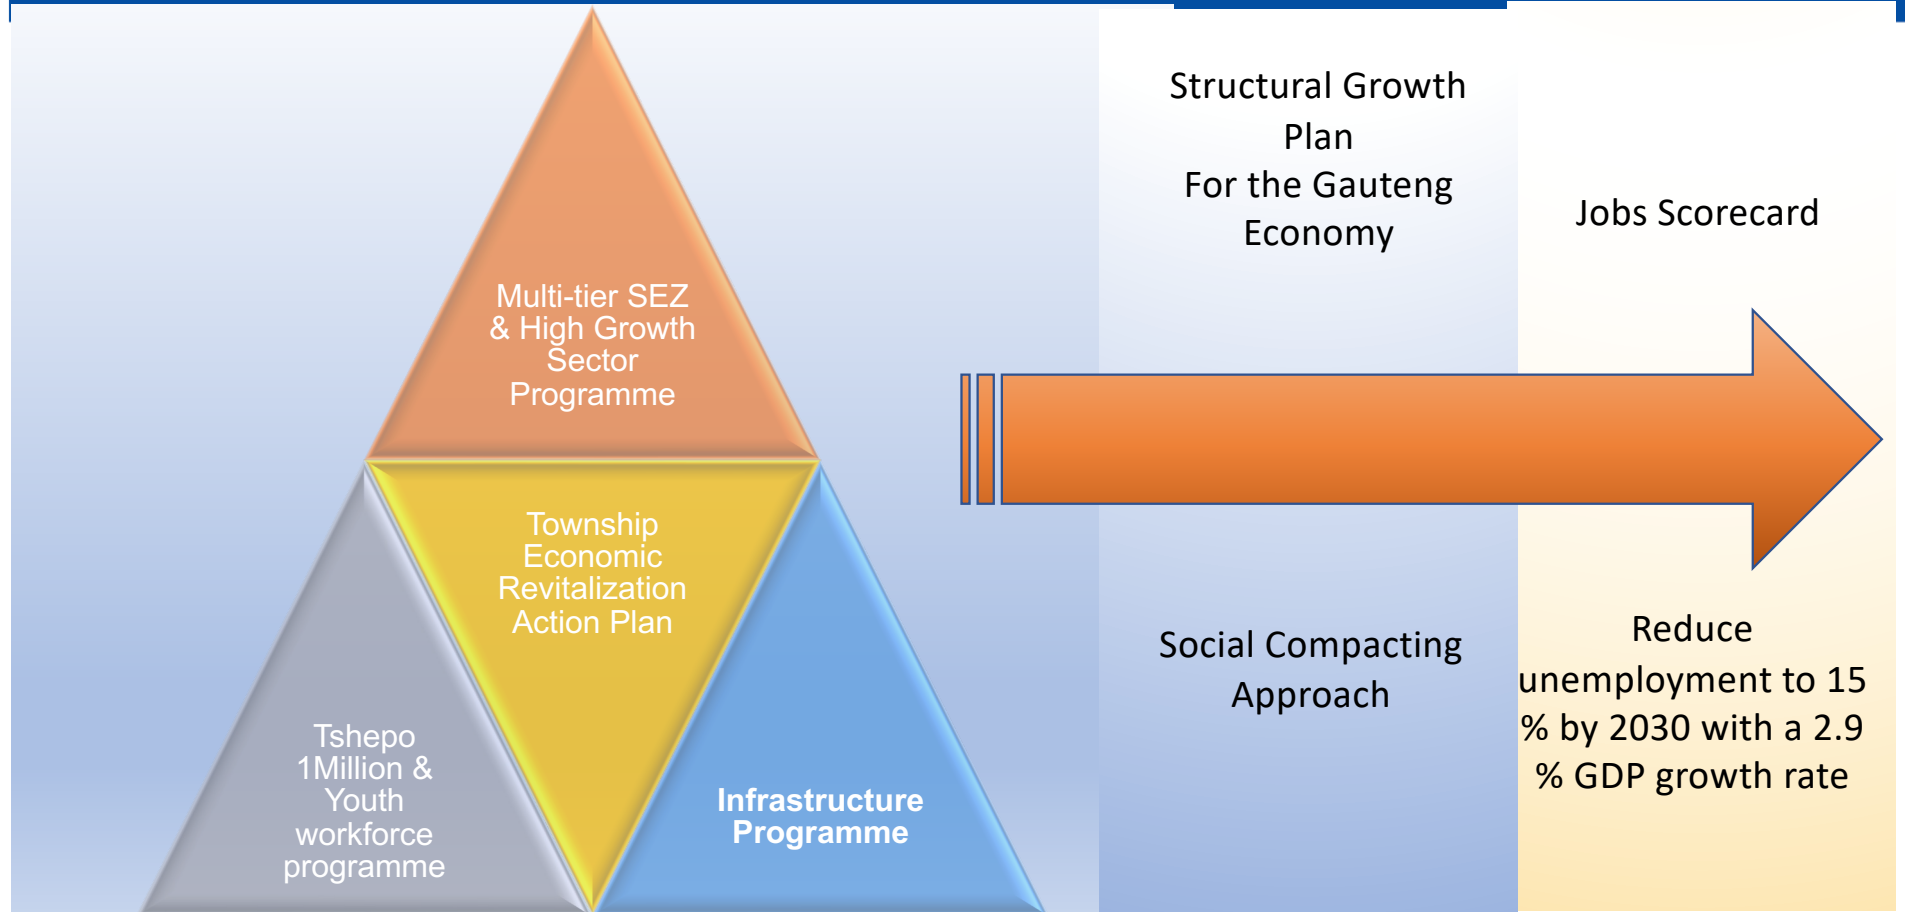 Multi-tier SEZ
& High Growth
Sector
Programme
Township
Economic
Revitalization
Action Plan
Tshepo
1Million &
Youth
workforce
programme
Infrastructure
Programme
Structural Growth
Plan
For the Gauteng
Economy
Social Compacting
Approach
Jobs Scorecard
Reduce
unemployment to 15
% by 2030 with a 2.9
% GDP growth rate